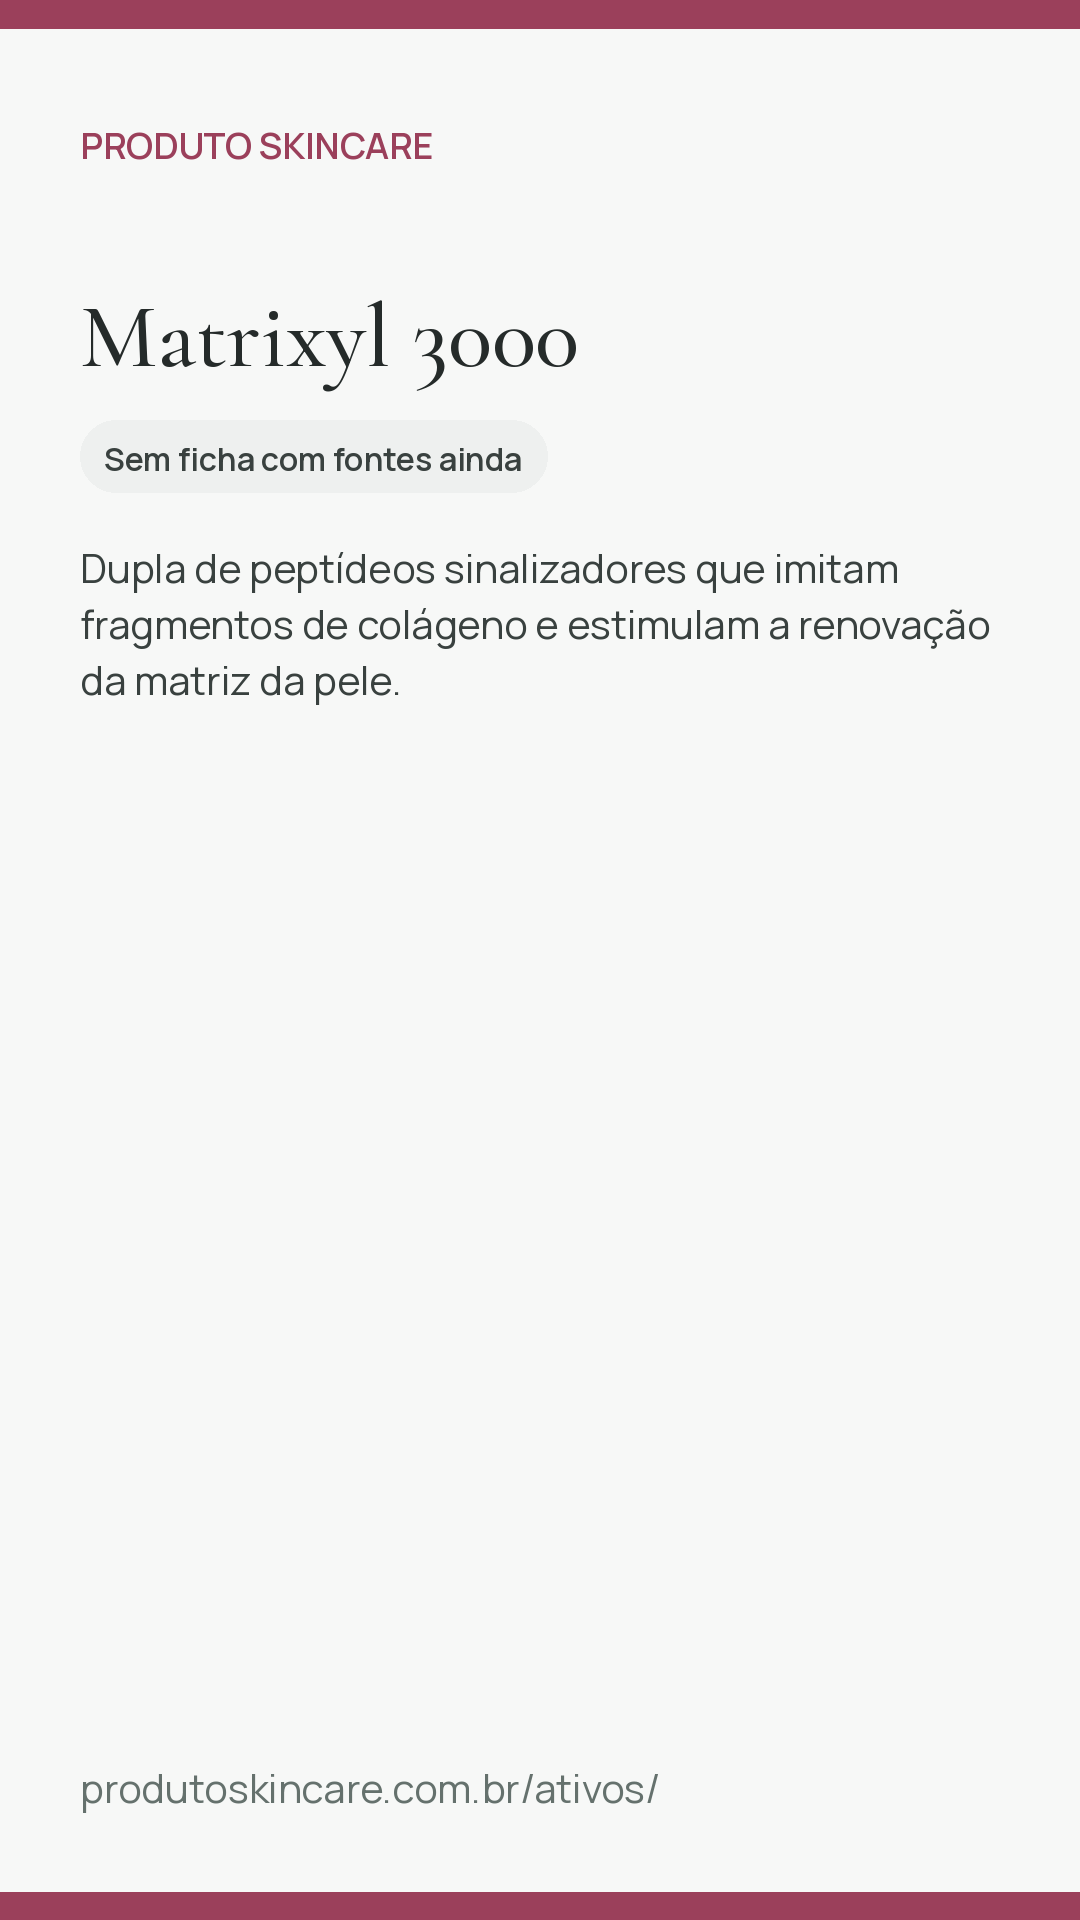 PRODUTO SKINCARE
Matrixyl 3000
Sem ficha com fontes ainda
Dupla de peptídeos sinalizadores que imitam
fragmentos de colágeno e estimulam a renovação
da matriz da pele.
produtoskincare.com.br/ativos/